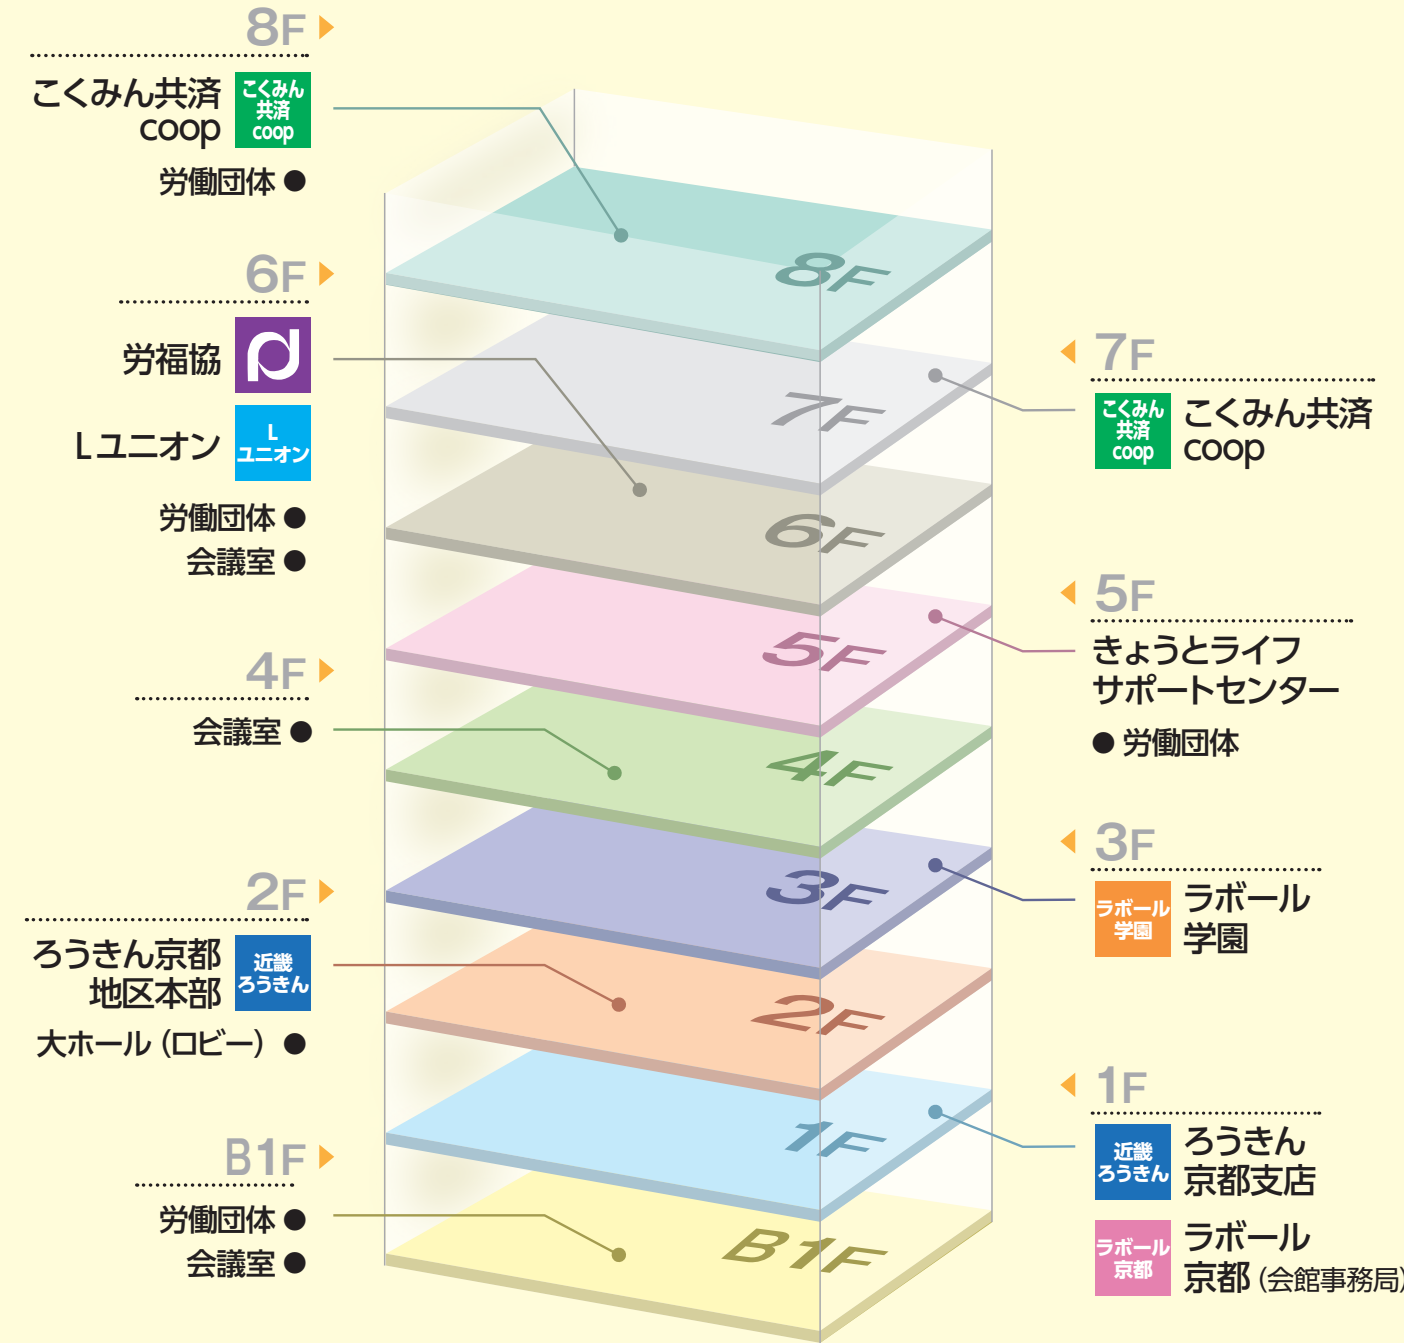 8F
こくみん共済
coop
こくみん
共済
coop
労働団体 ●
6F
労福協
Lユニオン
L
ユニオン
労働団体 ●
会議室 ●
4F
会議室 ●
2F
ろうきん京都
地区本部
近畿
ろうきん
大ホール（ロビー） ●
B1F
労働団体 ●
会議室 ●
8F
7F
6F
5F
4F
3F
2F
1F
B1F
7F
こくみん
共済
coop
こくみん共済
coop
5F
きょうとライフ
サポートセンター
● 労働団体
3F
ラボール
学園
ラボール
学園
1F
近畿
ろうきん
ろうきん
京都支店
ラボール
京都
ラボール
京都（会館事務局）